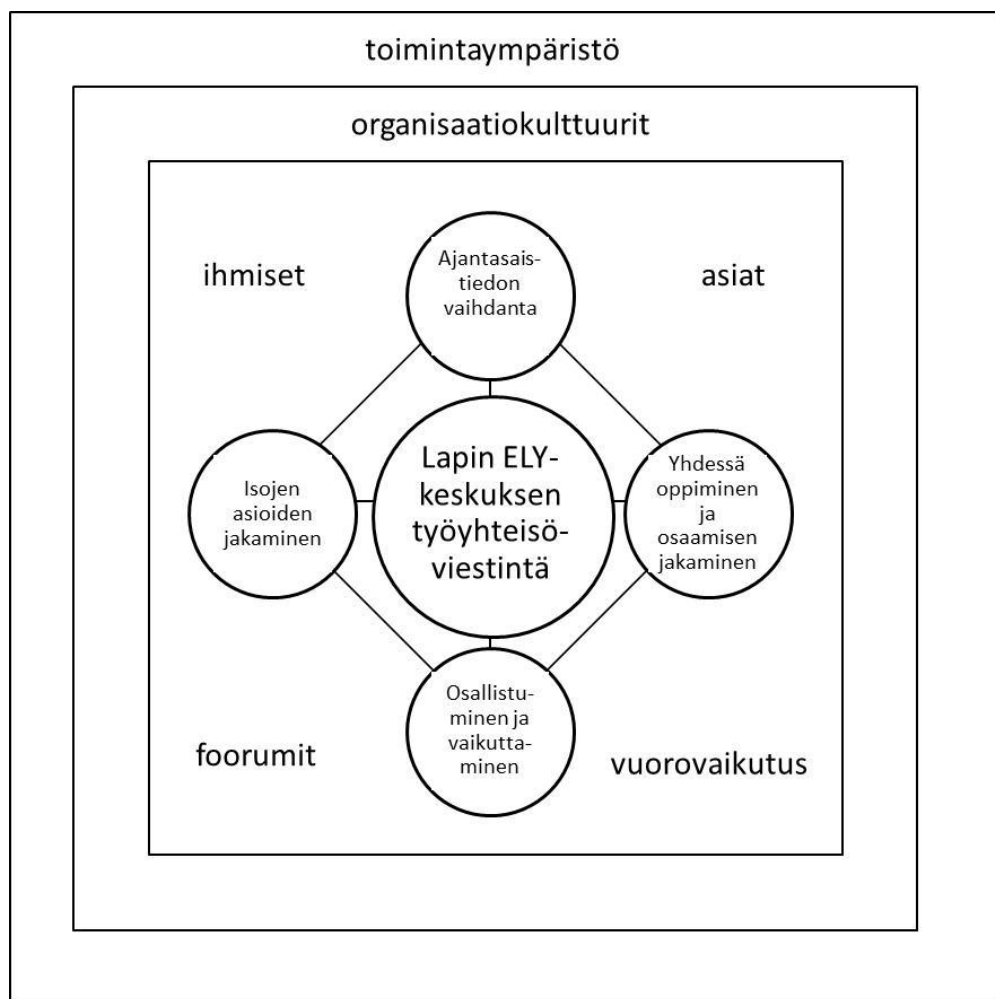 toimintaympäristö
organisaatiokulttuurit
ihmiset
asiat
Ajantasais-
tiedon
vaihdanta
Isojen
asioiden
jakaminen
Lapin ELY-
keskuksen
työyhteisö-
viestintä
Yhdessä
oppiminen
ja
osaamisen
jakaminen
Osallistu-
minen ja
vaikutta-
minen
foorumit
vuorovaikutus